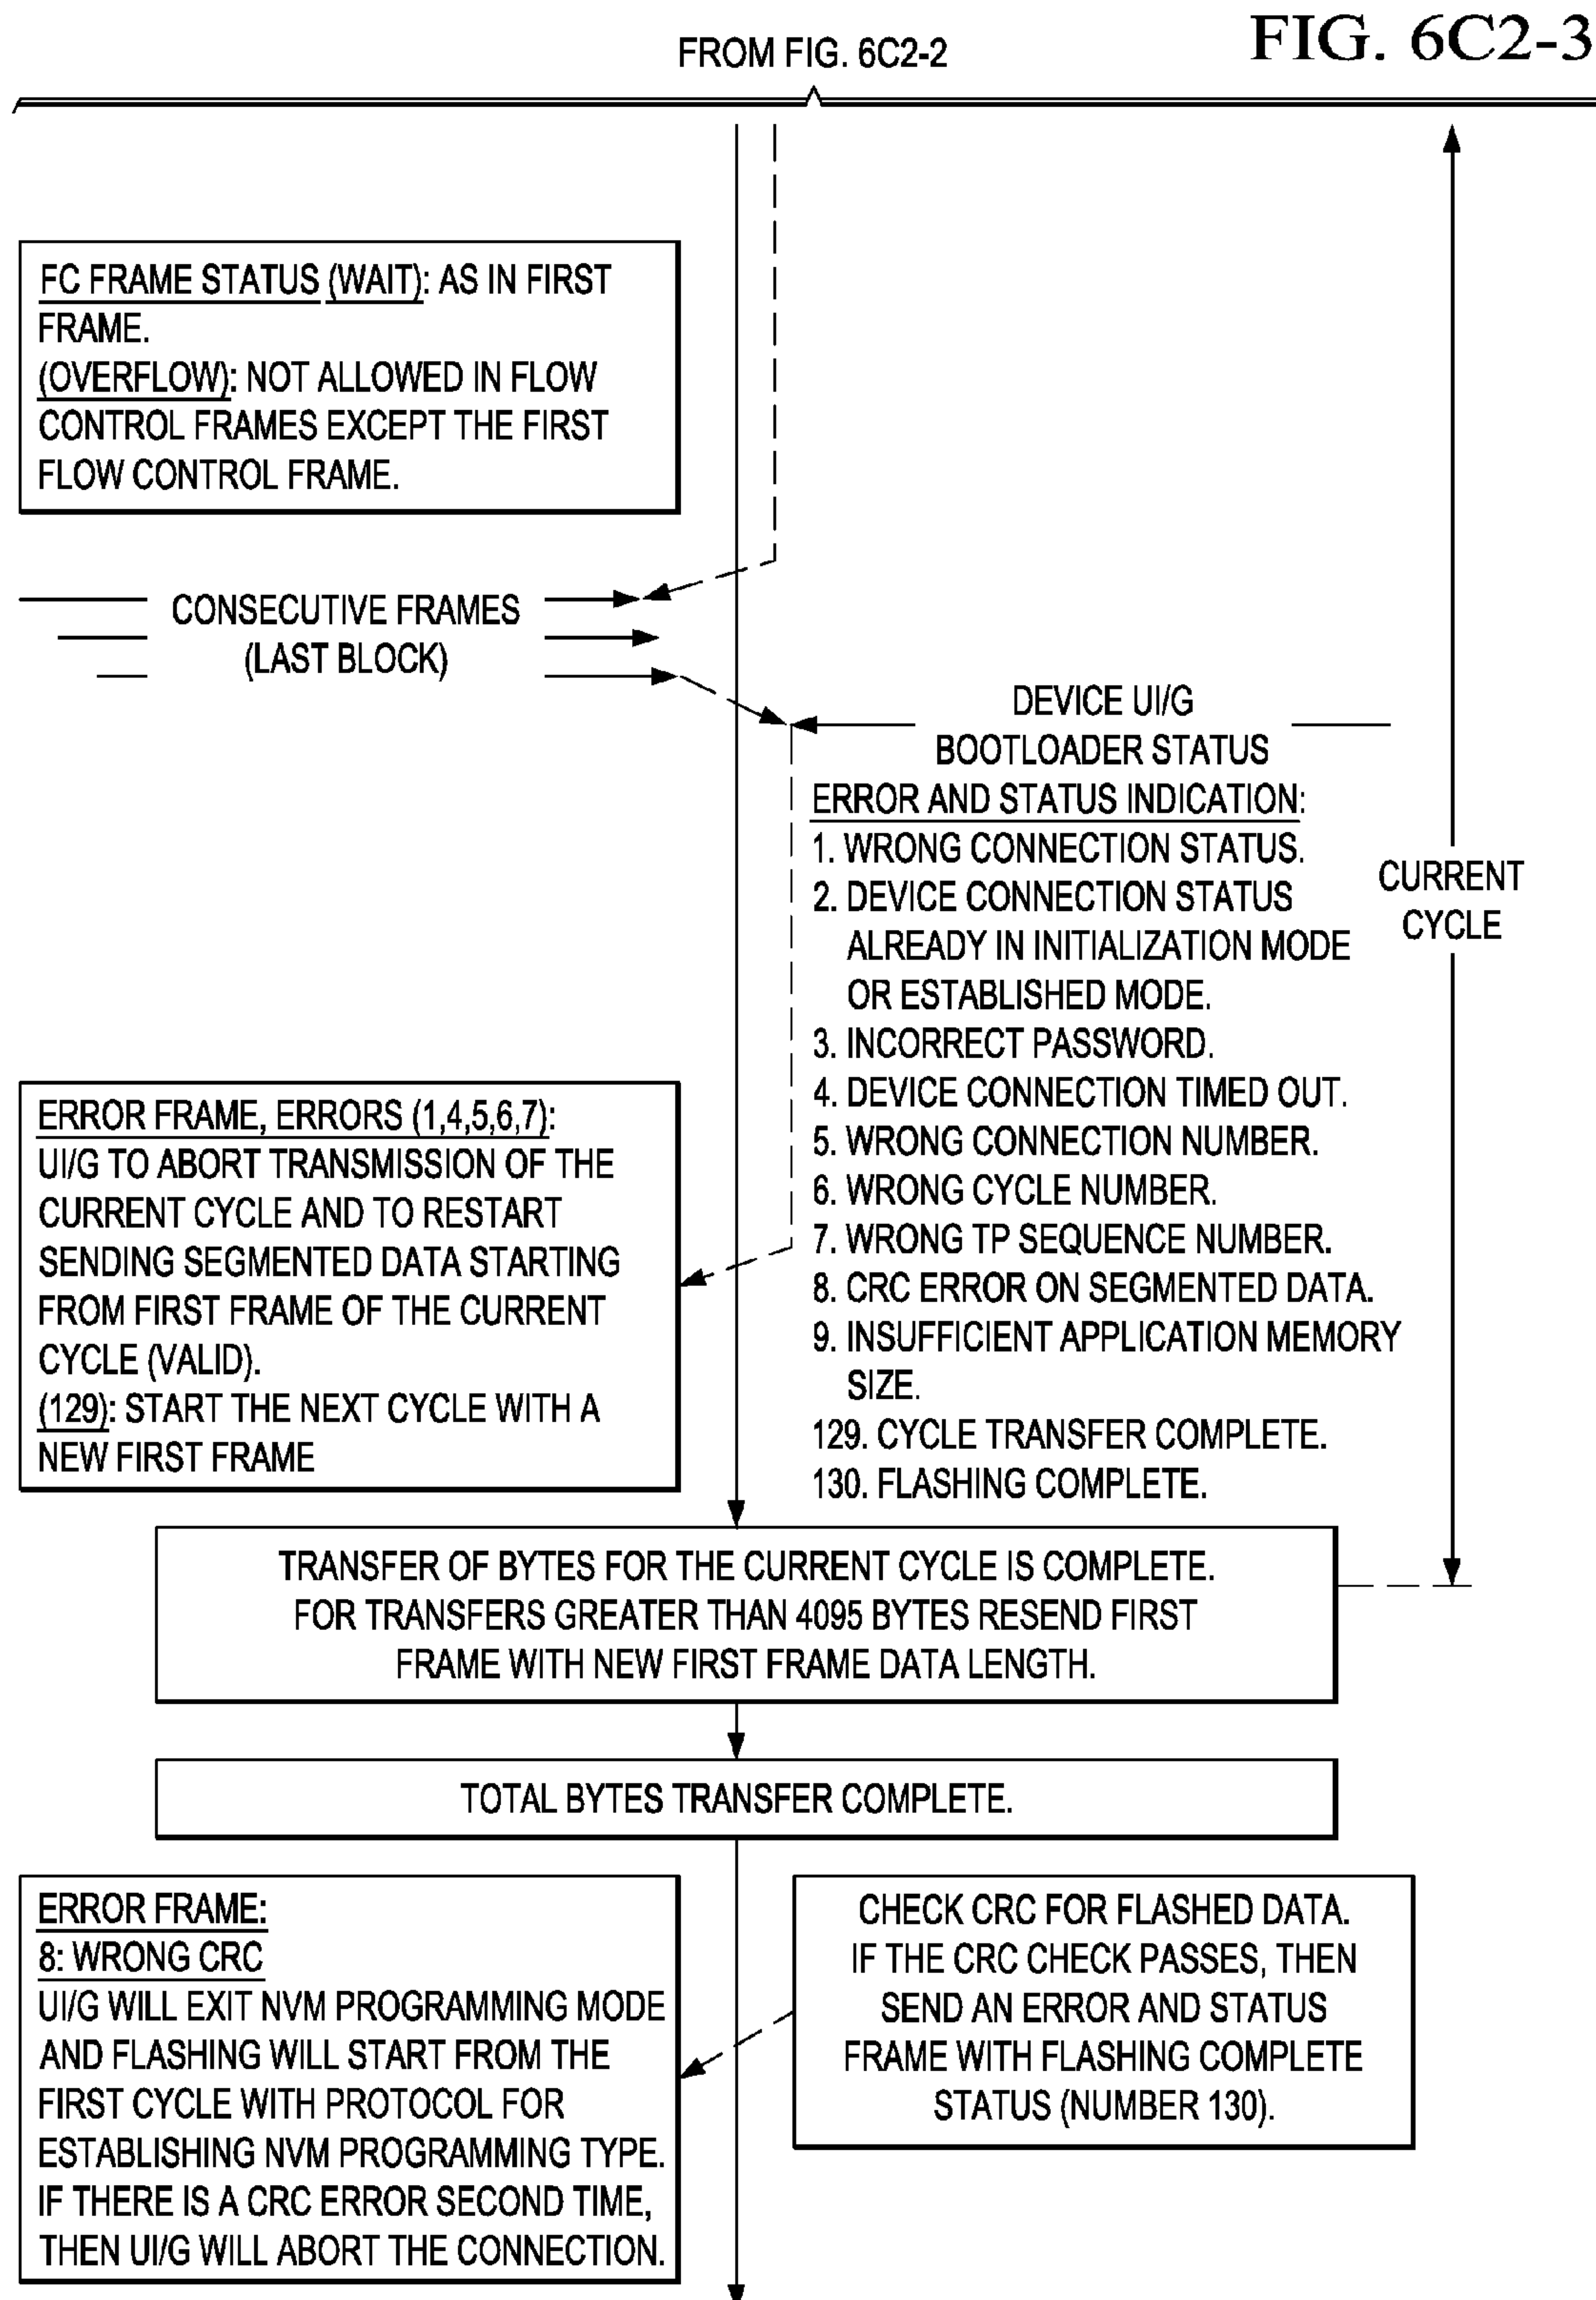 FROM FIG. 6C2-2
FIG. 6C2-3
FC FRAME STATUS (WAIT): AS IN FIRST
FRAME.
(OVERFLOW): NOT ALLOWED IN FLOW
CONTROL FRAMES EXCEPT THE FIRST
FLOW CONTROL FRAME.
CONSECUTIVE FRAMES
(LAST BLOCK)
DEVICE UI/G
BOOTLOADER STATUS
ERROR AND STATUS INDICATION:
1. WRONG CONNECTION STATUS.
2. DEVICE CONNECTION STATUS
ALREADY IN INITIALIZATION MODE
OR ESTABLISHED MODE.
3. INCORRECT PASSWORD.
4. DEVICE CONNECTION TIMED OUT.
5. WRONG CONNECTION NUMBER.
6. WRONG CYCLE NUMBER.
7. WRONG TP SEQUENCE NUMBER.
8. CRC ERROR ON SEGMENTED DATA.
9. INSUFFICIENT APPLICATION MEMORY
SIZE.
129. CYCLE TRANSFER COMPLETE.
130. FLASHING COMPLETE.
CURRENT
CYCLE
ERROR FRAME, ERRORS (1,4,5,6,7):
UI/G TO ABORT TRANSMISSION OF THE
CURRENT CYCLE AND TO RESTART
SENDING SEGMENTED DATA STARTING
FROM FIRST FRAME OF THE CURRENT
CYCLE (VALID).
(129): START THE NEXT CYCLE WITH A
NEW FIRST FRAME
TRANSFER OF BYTES FOR THE CURRENT CYCLE IS COMPLETE.
FOR TRANSFERS GREATER THAN 4095 BYTES RESEND FIRST
FRAME WITH NEW FIRST FRAME DATA LENGTH.
TOTAL BYTES TRANSFER COMPLETE.
ERROR FRAME:
8: WRONG CRC
UI/G WILL EXIT NVM PROGRAMMING MODE
AND FLASHING WILL START FROM THE
FIRST CYCLE WITH PROTOCOL FOR
ESTABLISHING NVM PROGRAMMING TYPE.
IF THERE IS A CRC ERROR SECOND TIME,
THEN UI/G WILL ABORT THE CONNECTION.
CHECK CRC FOR FLASHED DATA.
IF THE CRC CHECK PASSES, THEN
SEND AN ERROR AND STATUS
FRAME WITH FLASHING COMPLETE
STATUS (NUMBER 130).